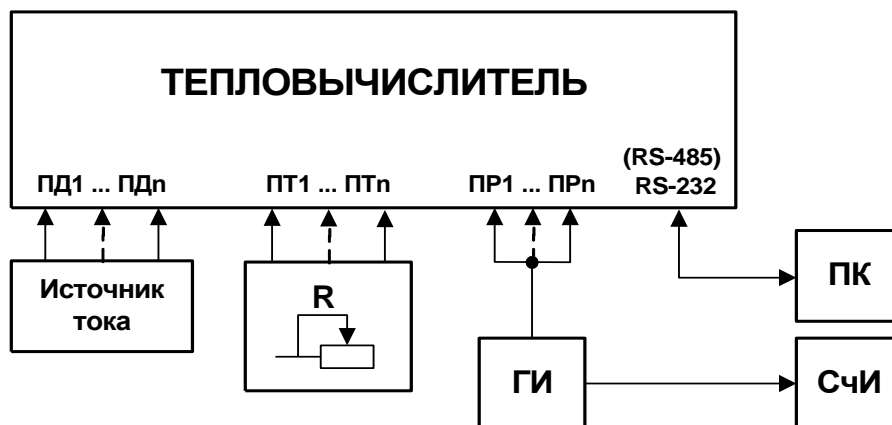 ТЕПЛОВЫЧИСЛИТЕЛЬ
(RS-485)
ПД1 ... ПДn ПТ1 ... ПТn ПР1 ... ПРn RS-232
Источник
тока
R
ПК
ГИ
СчИ